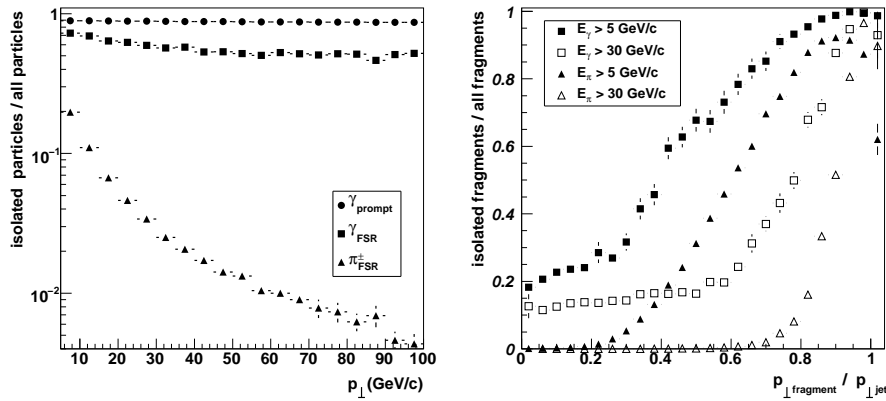 isolated particles / all particles
1
10⁻¹
10⁻²
γprompt
γFSR
π±FSR
10 20 30 40 50 60 70 80 90 100
p⊥ (GeV/c)
isolated fragments / all fragments
1
0.8
0.6
0.4
0.2
0
Eγ > 5 GeV/c
Eγ > 30 GeV/c
Eπ > 5 GeV/c
Eπ > 30 GeV/c
0 0.2 0.4 0.6 0.8 1
p⊥fragment / p⊥jet